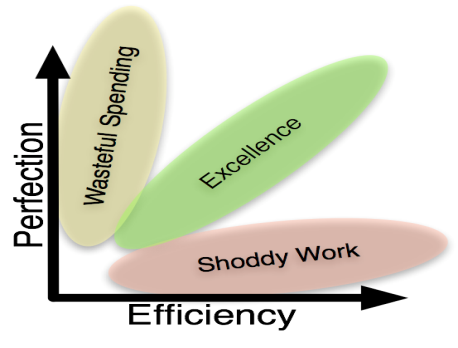 Wasteful Spending
Excellence
Perfection
Shoddy Work
Efficiency